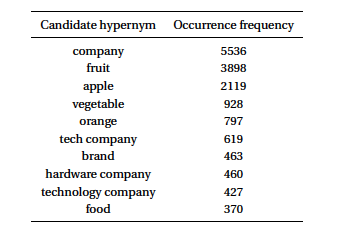 Candidate hypernym Occurrence frequency
company 5536
fruit 3898
apple 2119
vegetable 928
orange 797
tech company 619
brand 463
hardware company 460
technology company 427
food 370